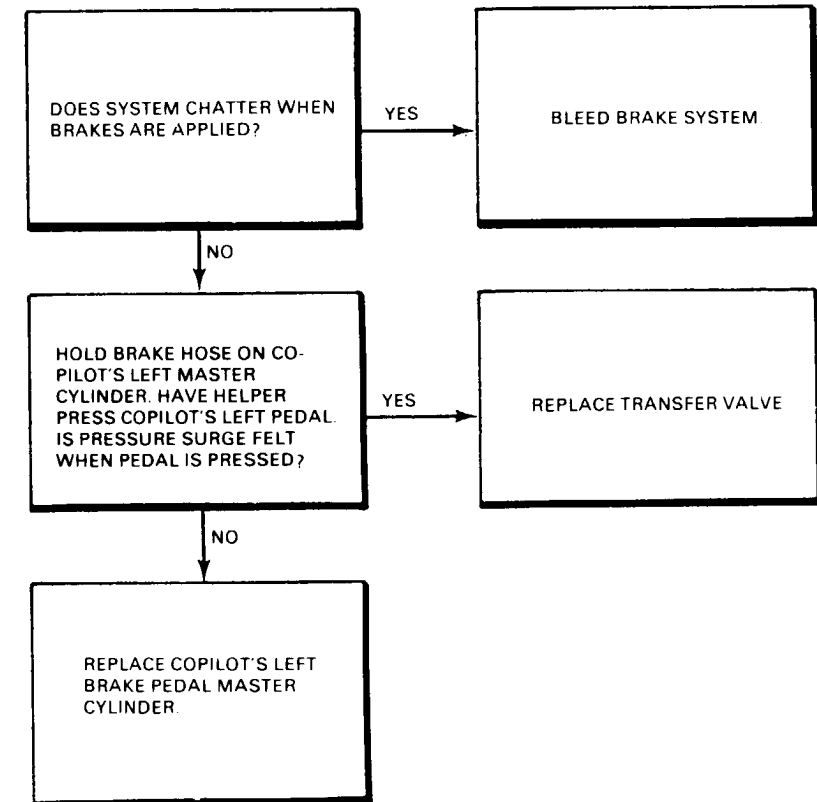 DOES SYSTEM CHATTER WHEN
BRAKES ARE APPLIED?
YES
BLEED BRAKE SYSTEM.
NO
HOLD BRAKE HOSE ON CO-
PILOT'S LEFT MASTER
CYLINDER. HAVE HELPER
PRESS COPILOT'S LEFT PEDAL.
IS PRESSURE SURGE FELT
WHEN PEDAL IS PRESSED?
YES
REPLACE TRANSFER VALVE
NO
REPLACE COPILOT'S LEFT
BRAKE PEDAL MASTER
CYLINDER.